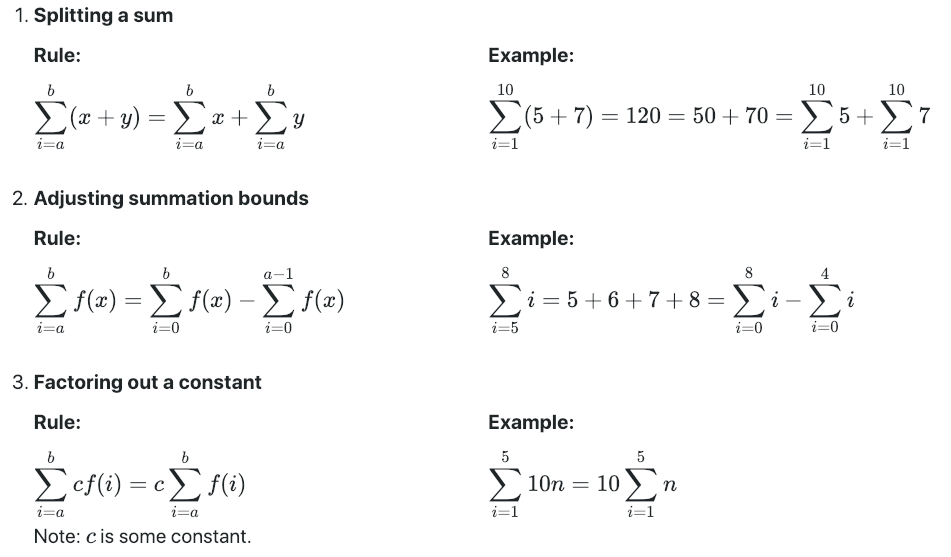 1. Splitting a sum
Rule: Example:
\sum_{i=a}^{b} (x + y) = \sum_{i=a}^{b} x + \sum_{i=a}^{b} y \sum_{i=1}^{10} (5 + 7) = 120 = 50 + 70 = \sum_{i=1}^{10} 5 + \sum_{i=1}^{10} 7
2. Adjusting summation bounds
Rule: Example:
\sum_{i=a}^{b} f(x) = \sum_{i=0}^{b} f(x) − \sum_{i=0}^{a−1} f(x) \sum_{i=5}^{8} i = 5 + 6 + 7 + 8 = \sum_{i=0}^{8} i − \sum_{i=0}^{4} i
3. Factoring out a constant
Rule: Example:
\sum_{i=a}^{b} cf(i) = c \sum_{i=a}^{b} f(i) \sum_{i=1}^{5} 10n = 10 \sum_{i=1}^{5} n
Note: c is some constant.